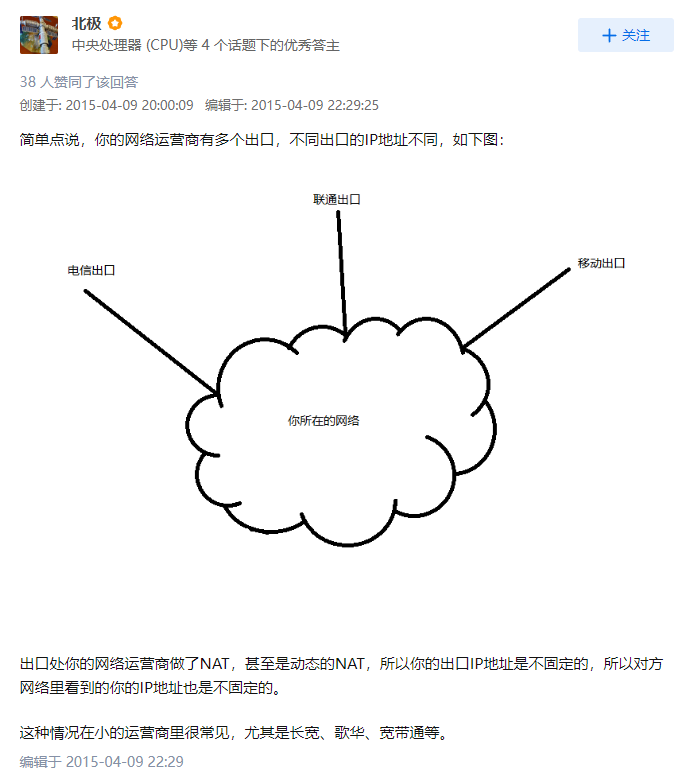 北极
中央处理器 (CPU)等 4 个话题下的优秀答主
关注
38 人赞同了该回答
创建于: 2015-04-09 20:00:09 编辑于: 2015-04-09 22:29:25
简单点说，你的网络运营商有多个出口，不同出口的IP地址不同，如下图：
联通出口
电信出口
移动出口
你所在的网络
出口处你的网络运营商做了NAT，甚至是动态的NAT，所以你的出口IP地址是不固定的，所以对方
网络里看到的你的IP地址也是不固定的。
这种情况在小的运营商里很常见，尤其是长宽、歌华、宽带通等。
编辑于 2015-04-09 22:29